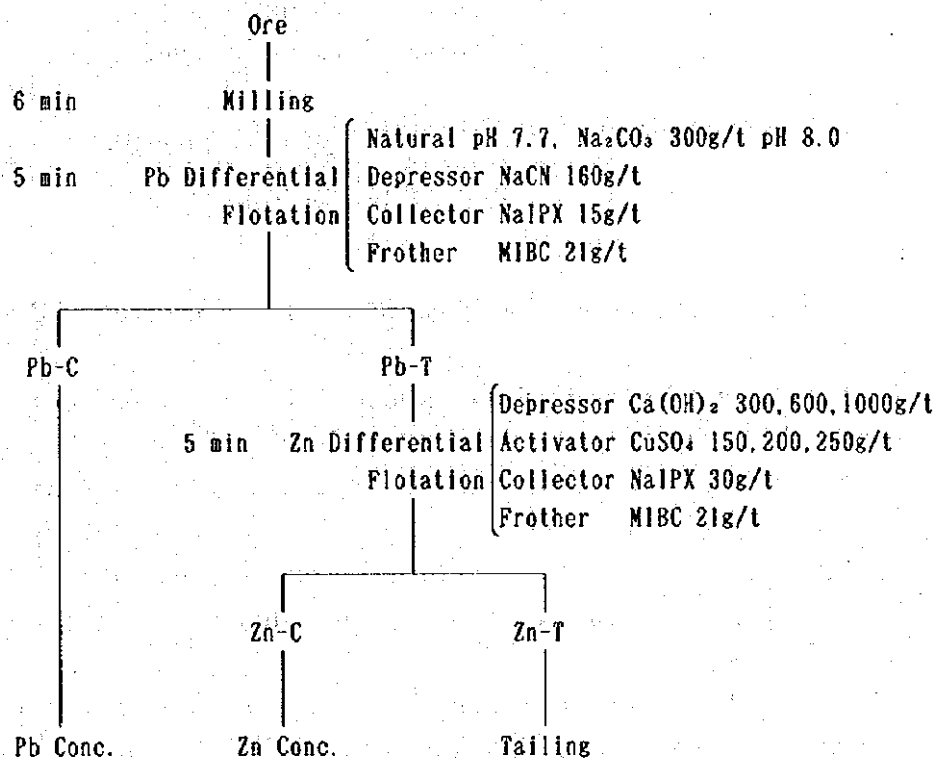 Ore
6 min Milling
Natural pH 7.7, Na₂CO₃ 300g/t pH 8.0
5 min Pb Differential Depressor NaCN 160g/t
Flotation Collector NaIPX 15g/t
Frother MIBC 21g/t
Pb-C Pb-T
Depressor Ca(OH)₂ 300,600,1000g/t
5 min Zn Differential Activator CuSO₄ 150,200,250g/t
Flotation Collector NaIPX 30g/t
Frother MIBC 21g/t
Zn-C Zn-T
Pb Conc. Zn Conc. Tailing